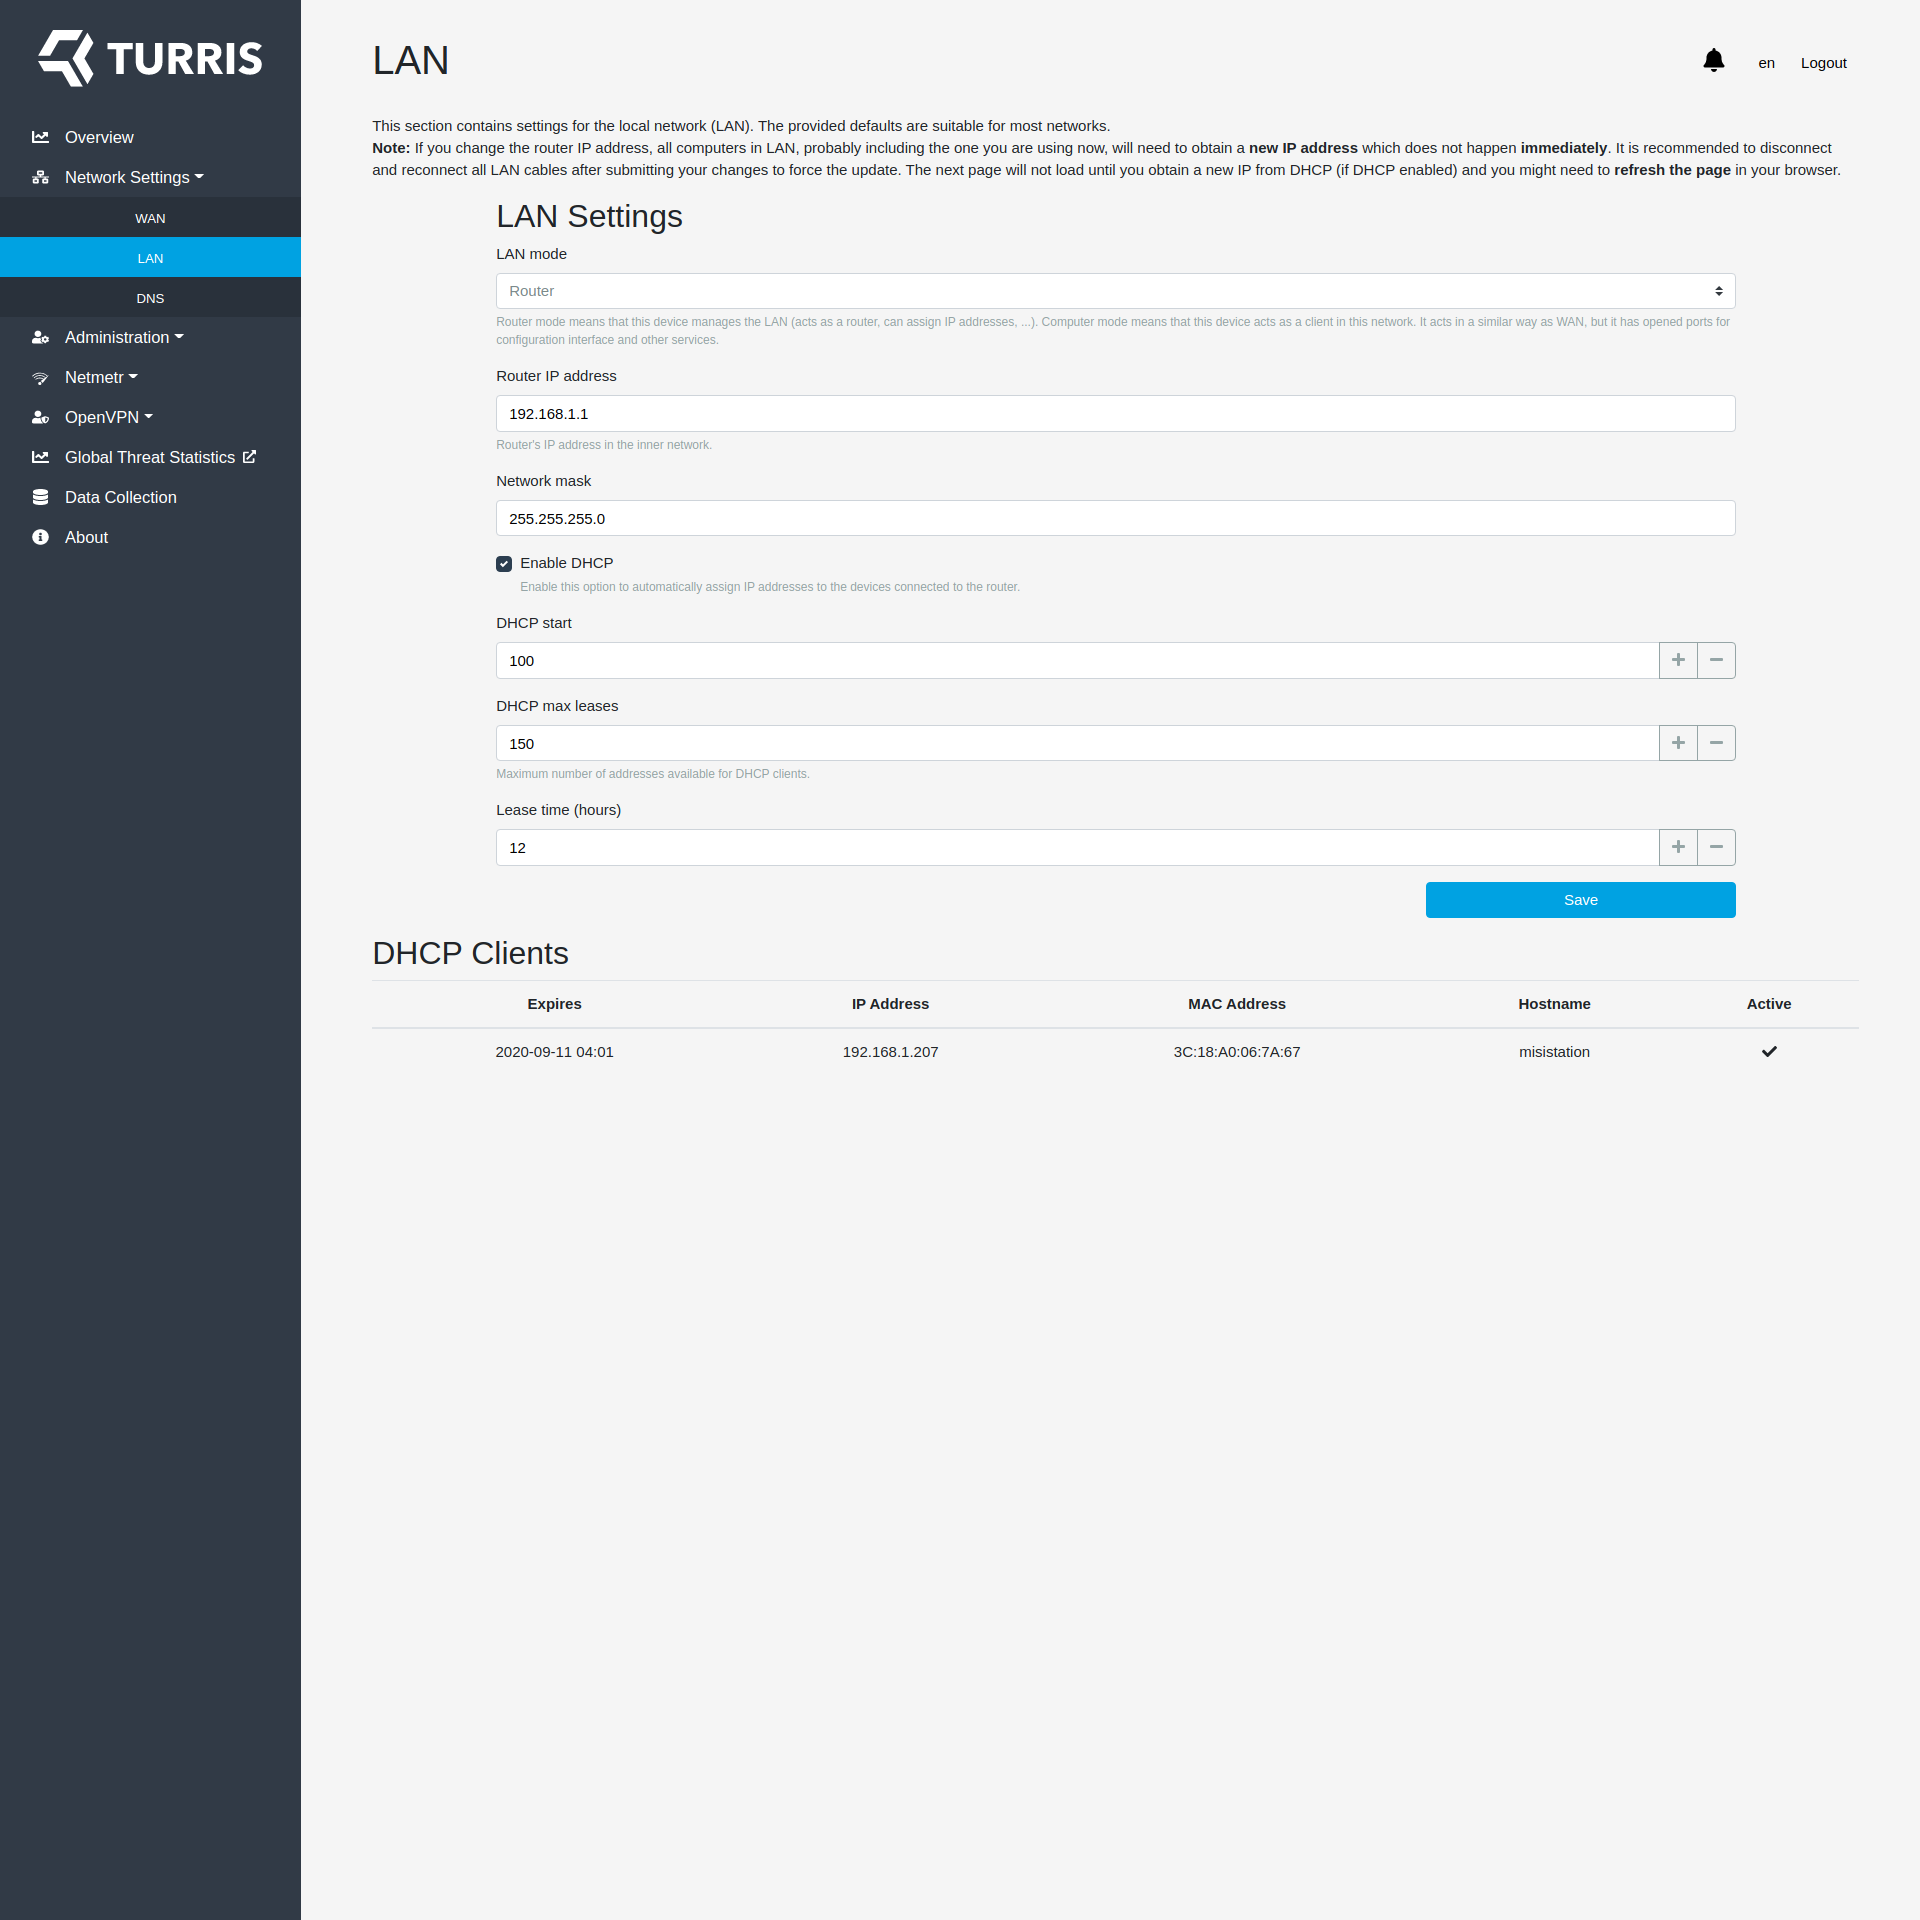 TURRIS
Overview
Network Settings
WAN
LAN
DNS
Administration
Netmetr
OpenVPN
Global Threat Statistics
Data Collection
About
LAN
en
Logout
This section contains settings for the local network (LAN). The provided defaults are suitable for most networks.
Note: If you change the router IP address, all computers in LAN, probably including the one you are using now, will need to obtain a new IP address which does not happen immediately. It is recommended to disconnect
and reconnect all LAN cables after submitting your changes to force the update. The next page will not load until you obtain a new IP from DHCP (if DHCP enabled) and you might need to refresh the page in your browser.
LAN Settings
LAN mode
Router
Router mode means that this device manages the LAN (acts as a router, can assign IP addresses, ...). Computer mode means that this device acts as a client in this network. It acts in a similar way as WAN, but it has opened ports for
configuration interface and other services.
Router IP address
192.168.1.1
Router's IP address in the inner network.
Network mask
255.255.255.0
Enable DHCP
Enable this option to automatically assign IP addresses to the devices connected to the router.
DHCP start
100
DHCP max leases
150
Maximum number of addresses available for DHCP clients.
Lease time (hours)
12
Save
DHCP Clients
Expires IP Address MAC Address Hostname Active
2020-09-11 04:01 192.168.1.207 3C:18:A0:06:7A:67 misistation